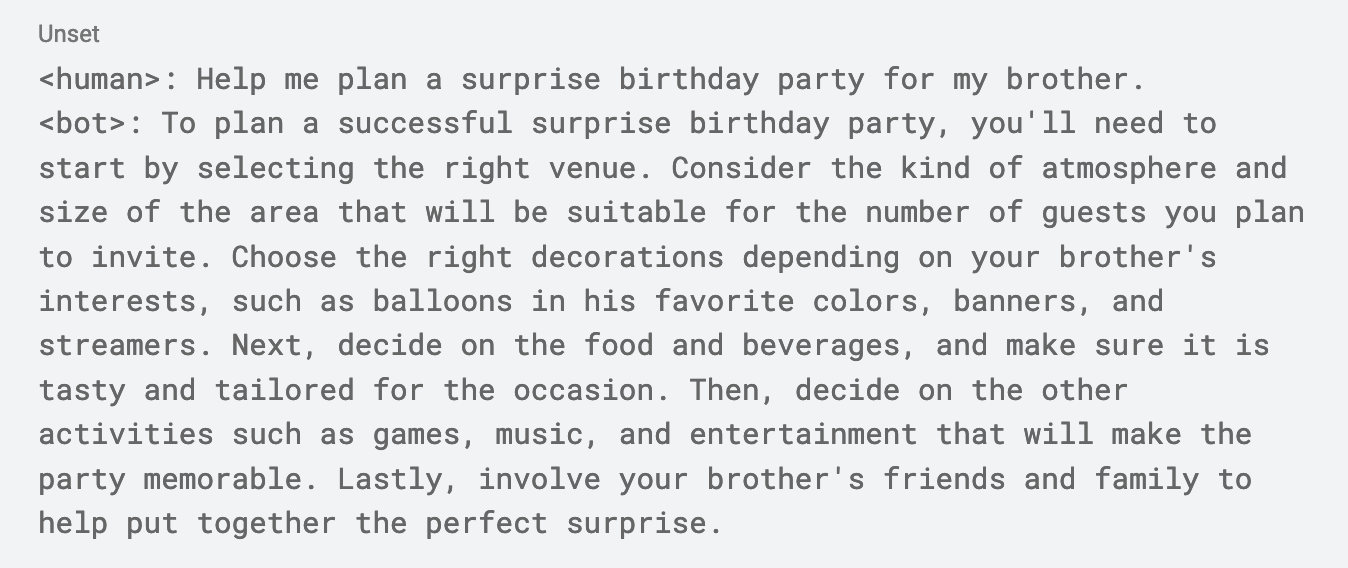 Unset
<human>: Help me plan a surprise birthday party for my brother.
<bot>: To plan a successful surprise birthday party, you'll need to
start by selecting the right venue. Consider the kind of atmosphere and
size of the area that will be suitable for the number of guests you plan
to invite. Choose the right decorations depending on your brother's
interests, such as balloons in his favorite colors, banners, and
streamers. Next, decide on the food and beverages, and make sure it is
tasty and tailored for the occasion. Then, decide on the other
activities such as games, music, and entertainment that will make the
party memorable. Lastly, involve your brother's friends and family to
help put together the perfect surprise.